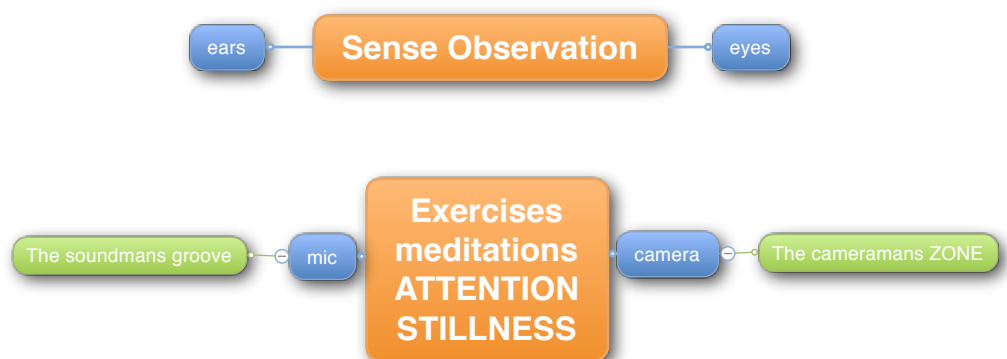 ears
Sense Observation
eyes
Exercises
meditations
ATTENTION
STILLNESS
The soundmans groove
mic
camera
The cameramans ZONE